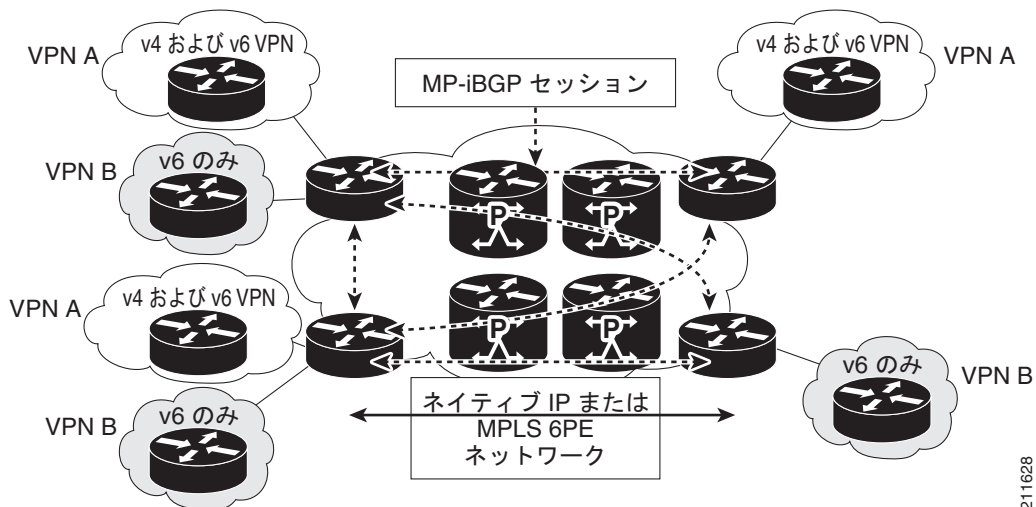 v4 および v6 VPN
VPN A
v4 および v6 VPN
VPN A
MP-iBGP セッション
v6 のみ
VPN B
P
P
v4 および v6 VPN
VPN A
P
P
v6 のみ
VPN B
v6 のみ
VPN B
ネイティブ IP または
MPLS 6PE
ネットワーク
211628